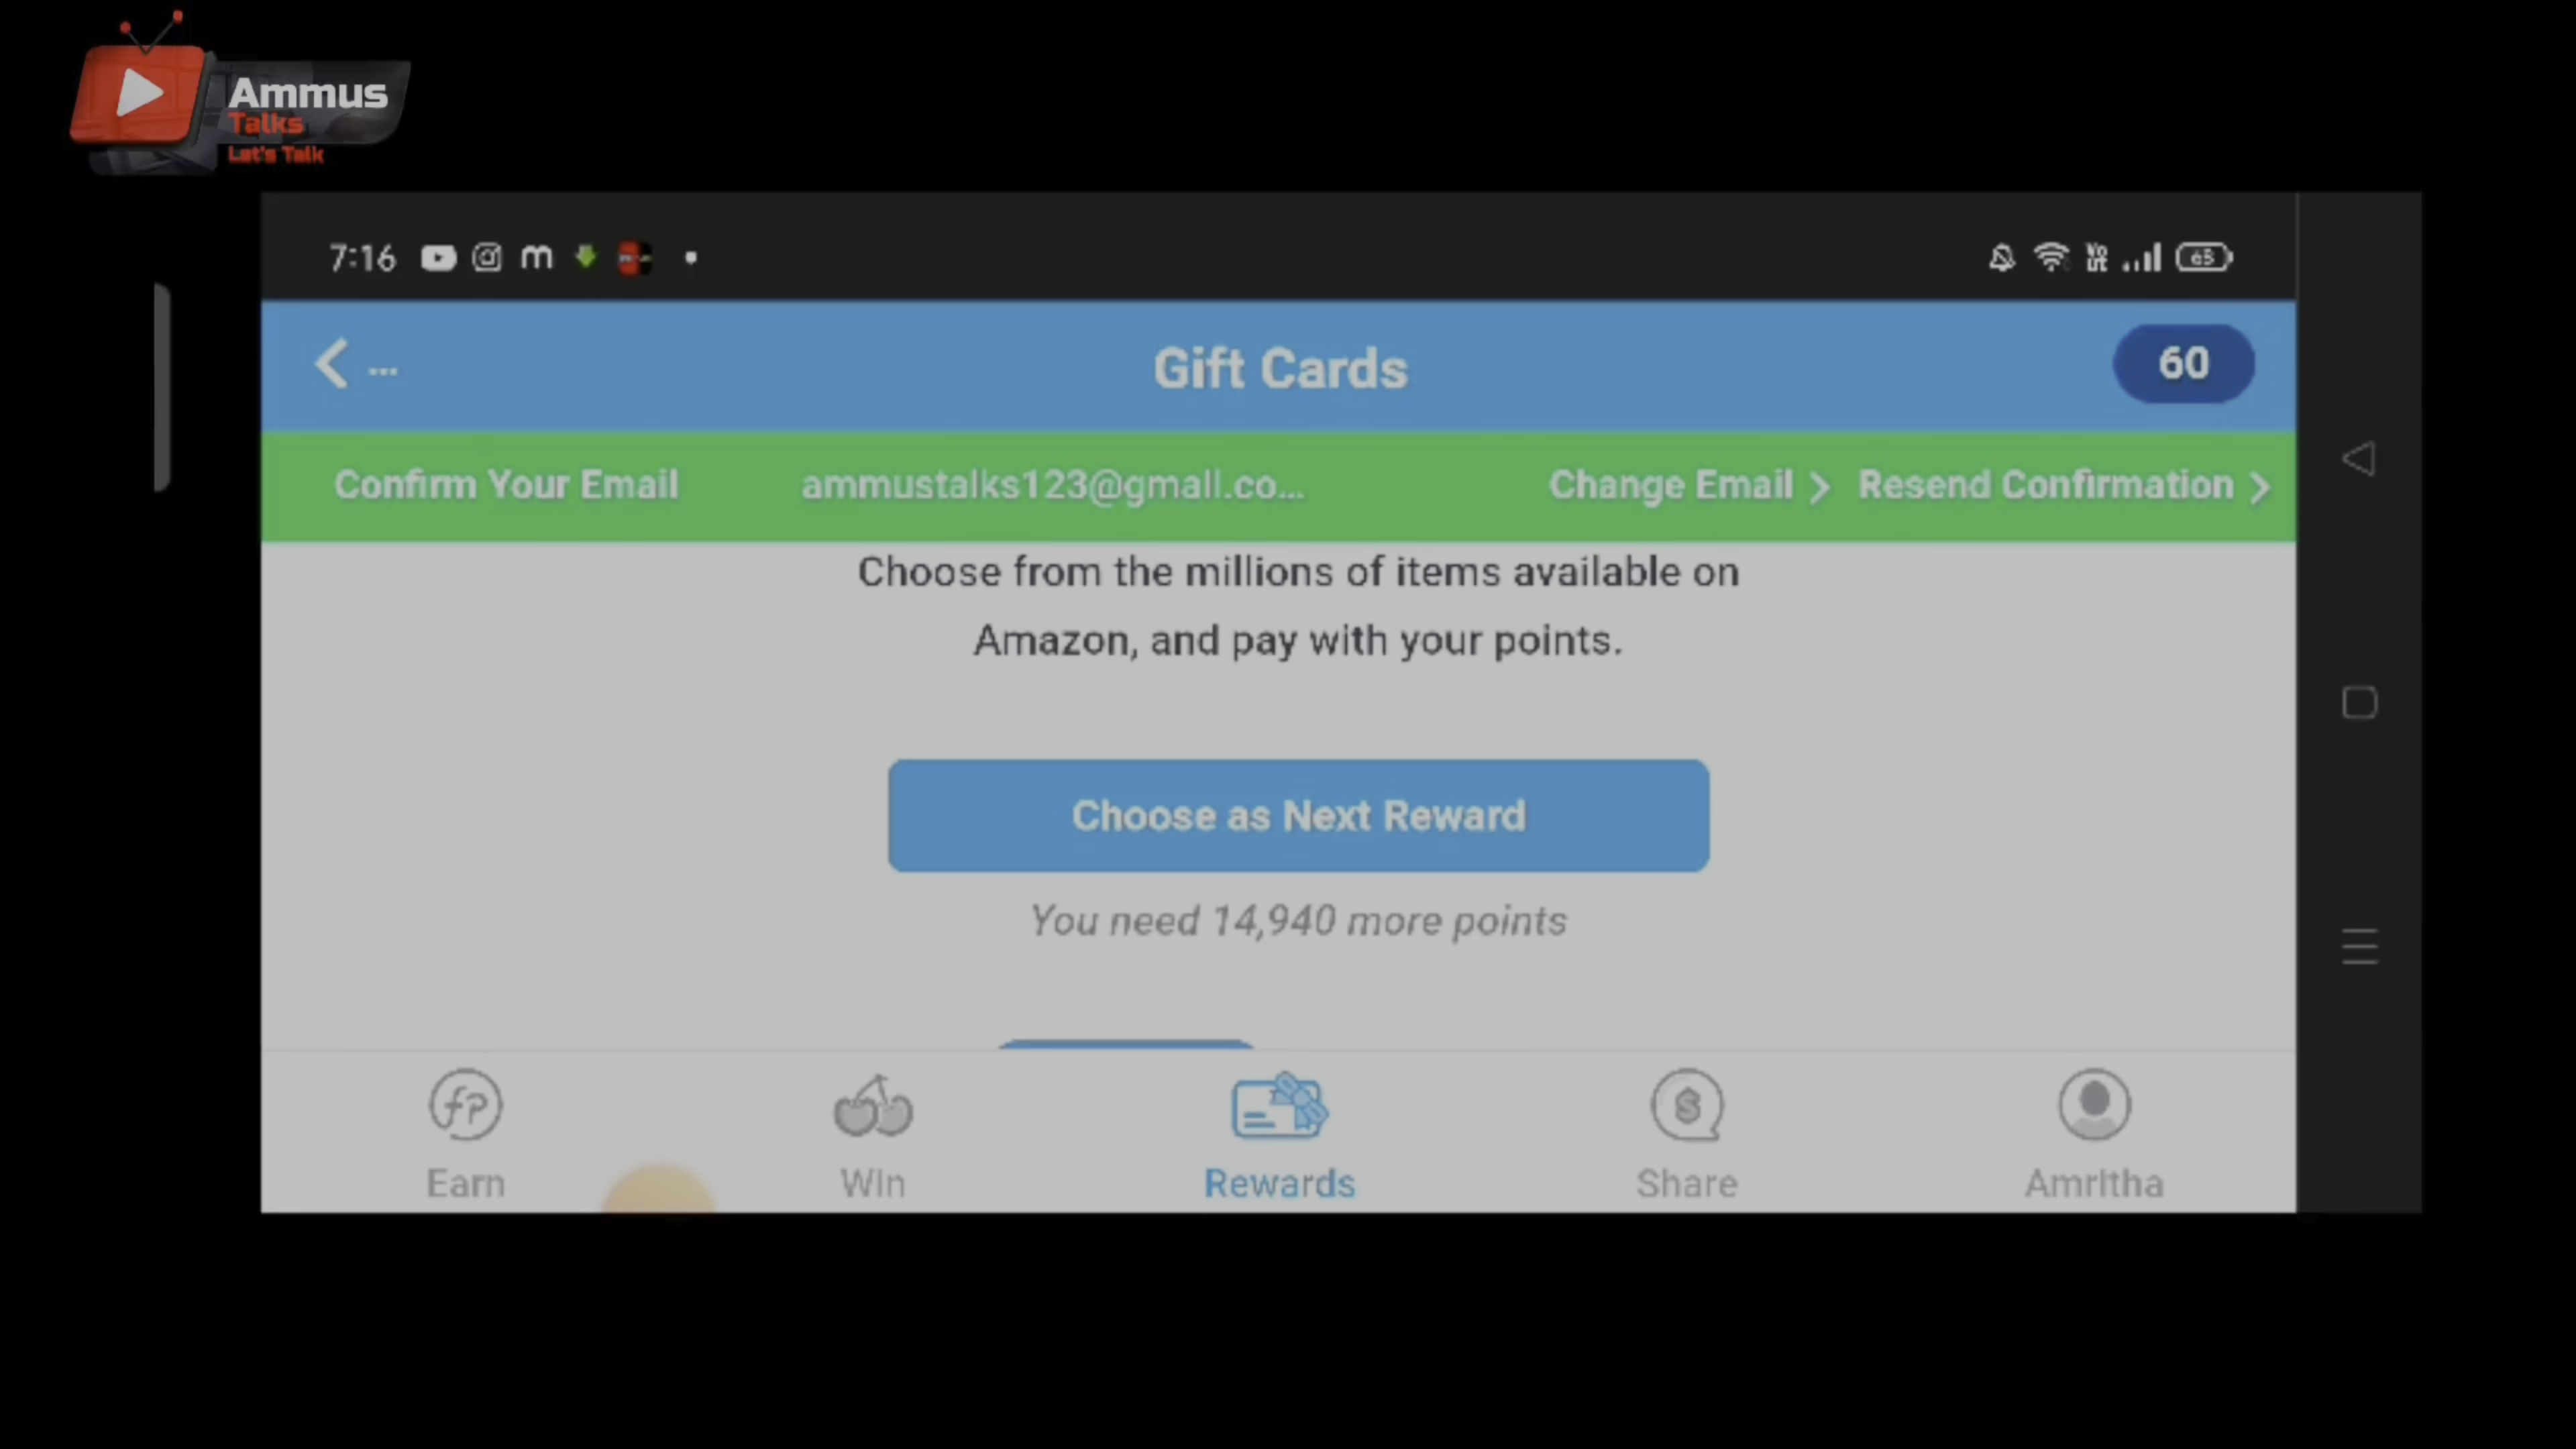 Ammus
Talks
Let's Talk
7:16
65
... Gift Cards 60
Confirm Your Email ammustalks123@gmail.co... Change Email Resend Confirmation
Choose from the millions of items available on
Amazon, and pay with your points.
Choose as Next Reward
You need 14,940 more points
Earn Win Rewards Share Amritha